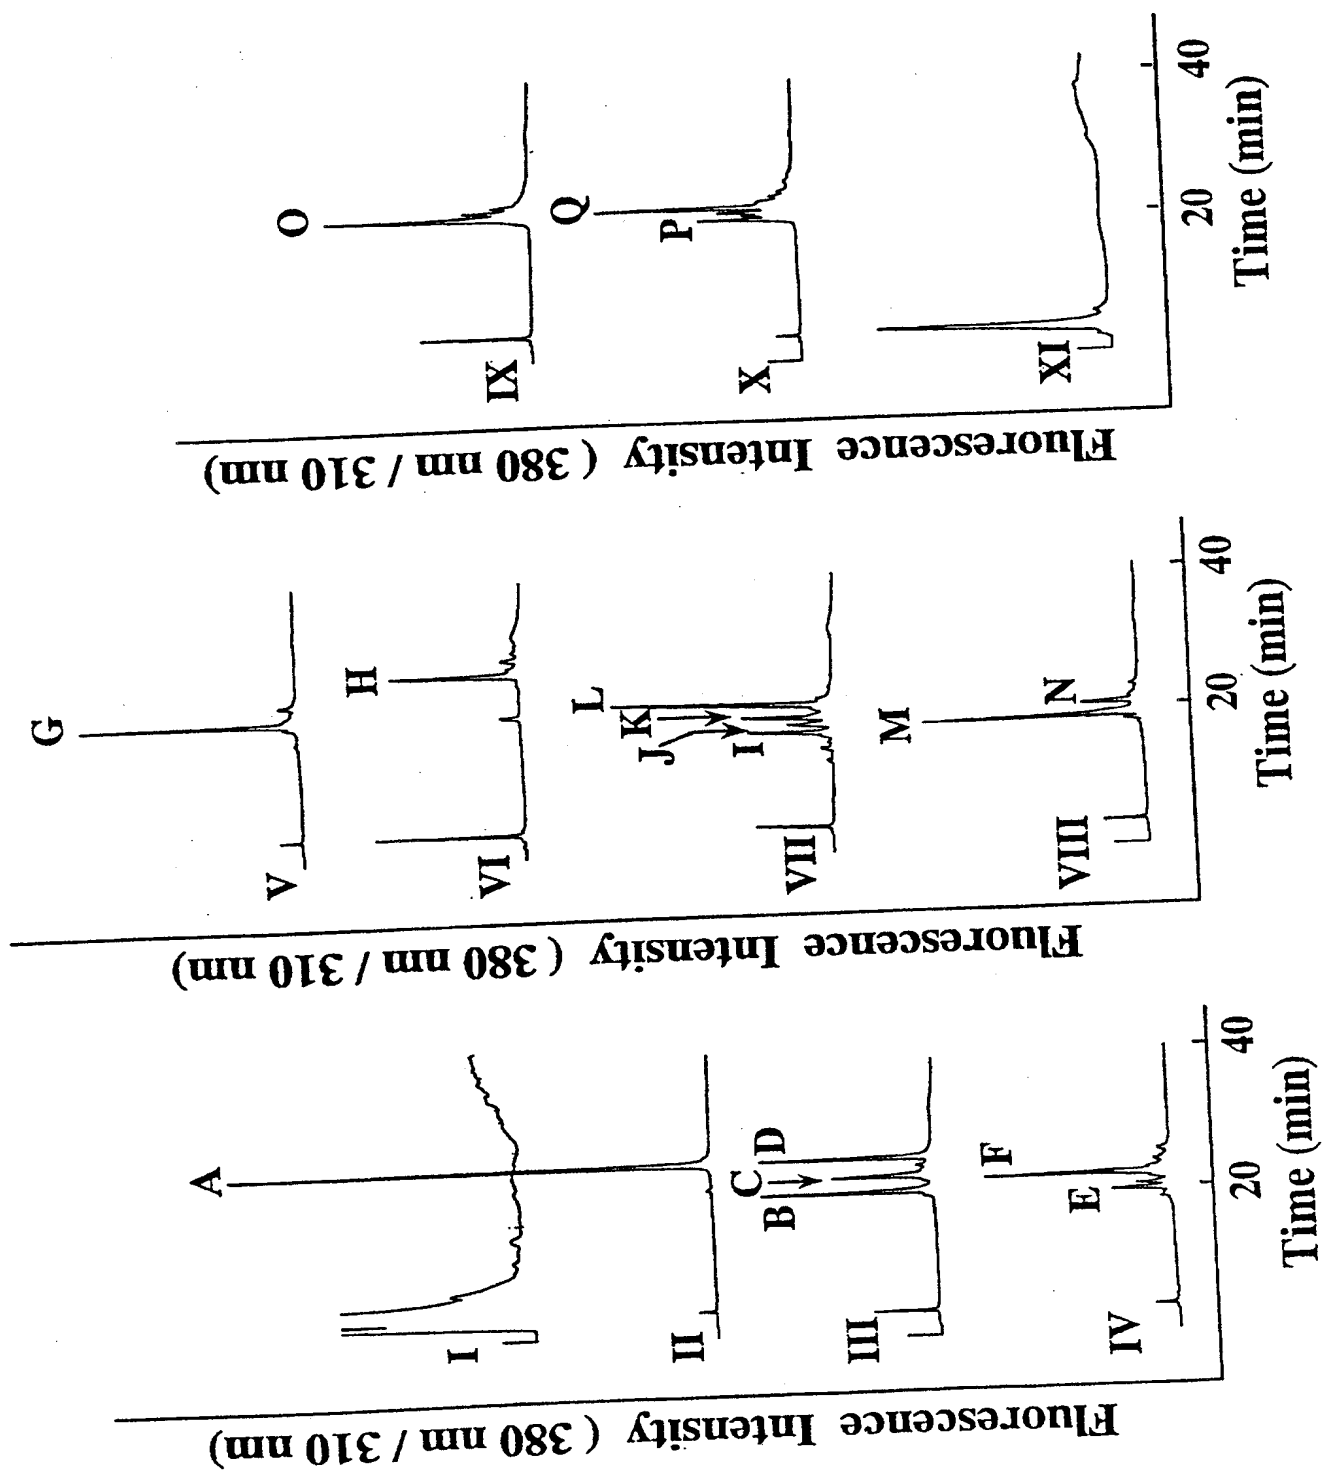 Fluorescence Intensity ( 380 nm / 310 nm)
I
II
A
III
B
C
D
IV
E
F
20
40
Time (min)
Fluorescence Intensity ( 380 nm / 310 nm)
V
G
VI
H
VII
I
J
K
L
VIII
M
N
20
40
Time (min)
Fluorescence Intensity ( 380 nm / 310 nm)
IX
O
X
P
Q
XI
20
40
Time (min)